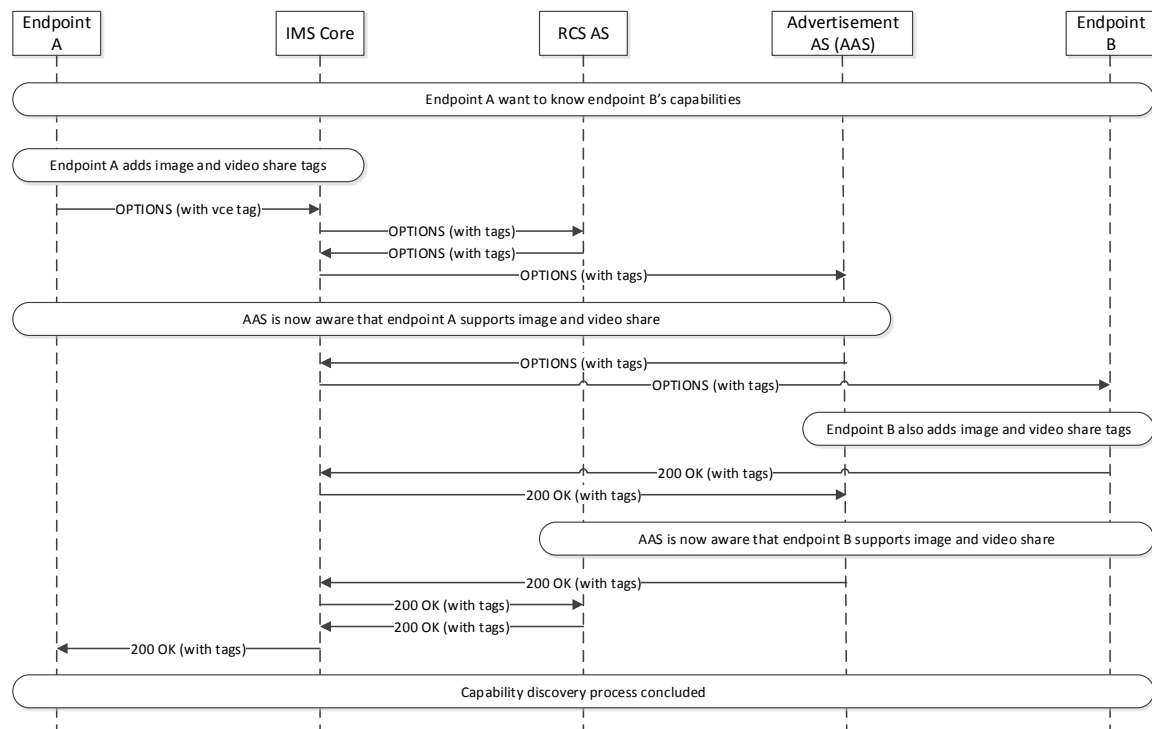 Endpoint
A
IMS Core
RCS AS
Advertisement
AS (AAS)
Endpoint
B
Endpoint A want to know endpoint B’s capabilities
Endpoint A adds image and video share tags
OPTIONS (with vce tag)
OPTIONS (with tags)
OPTIONS (with tags)
OPTIONS (with tags)
AAS is now aware that endpoint A supports image and video share
OPTIONS (with tags)
OPTIONS (with tags)
Endpoint B also adds image and video share tags
200 OK (with tags)
200 OK (with tags)
AAS is now aware that endpoint B supports image and video share
200 OK (with tags)
200 OK (with tags)
200 OK (with tags)
200 OK (with tags)
Capability discovery process concluded